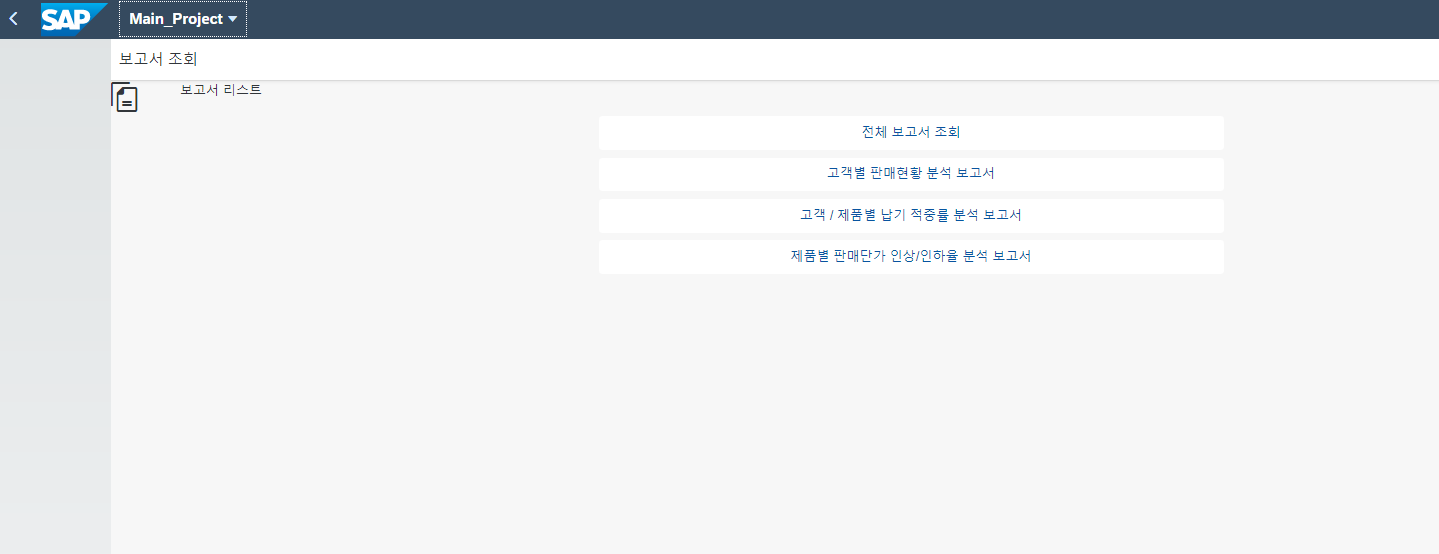 SAP Main_Project
보고서 조회
보고서 리스트
전체 보고서 조회
고객별 판매현황 분석 보고서
고객 / 제품별 납기 적중률 분석 보고서
제품별 판매단가 인상/인하율 분석 보고서